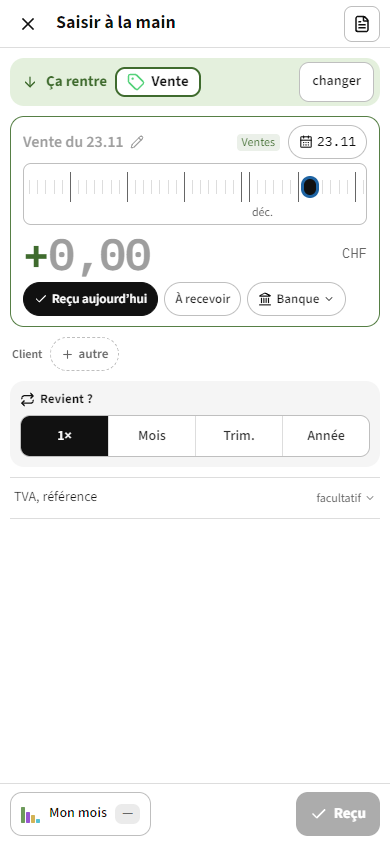 Saisir à la main
Ça rentre Vente changer
Vente du 23.11 Ventes 23.11
déc.
+0,00 CHF
Reçu aujourd'hui À recevoir Banque
Client + autre
Revient ?
1× Mois Trim. Année
TVA, référence facultatif
Mon mois — Reçu